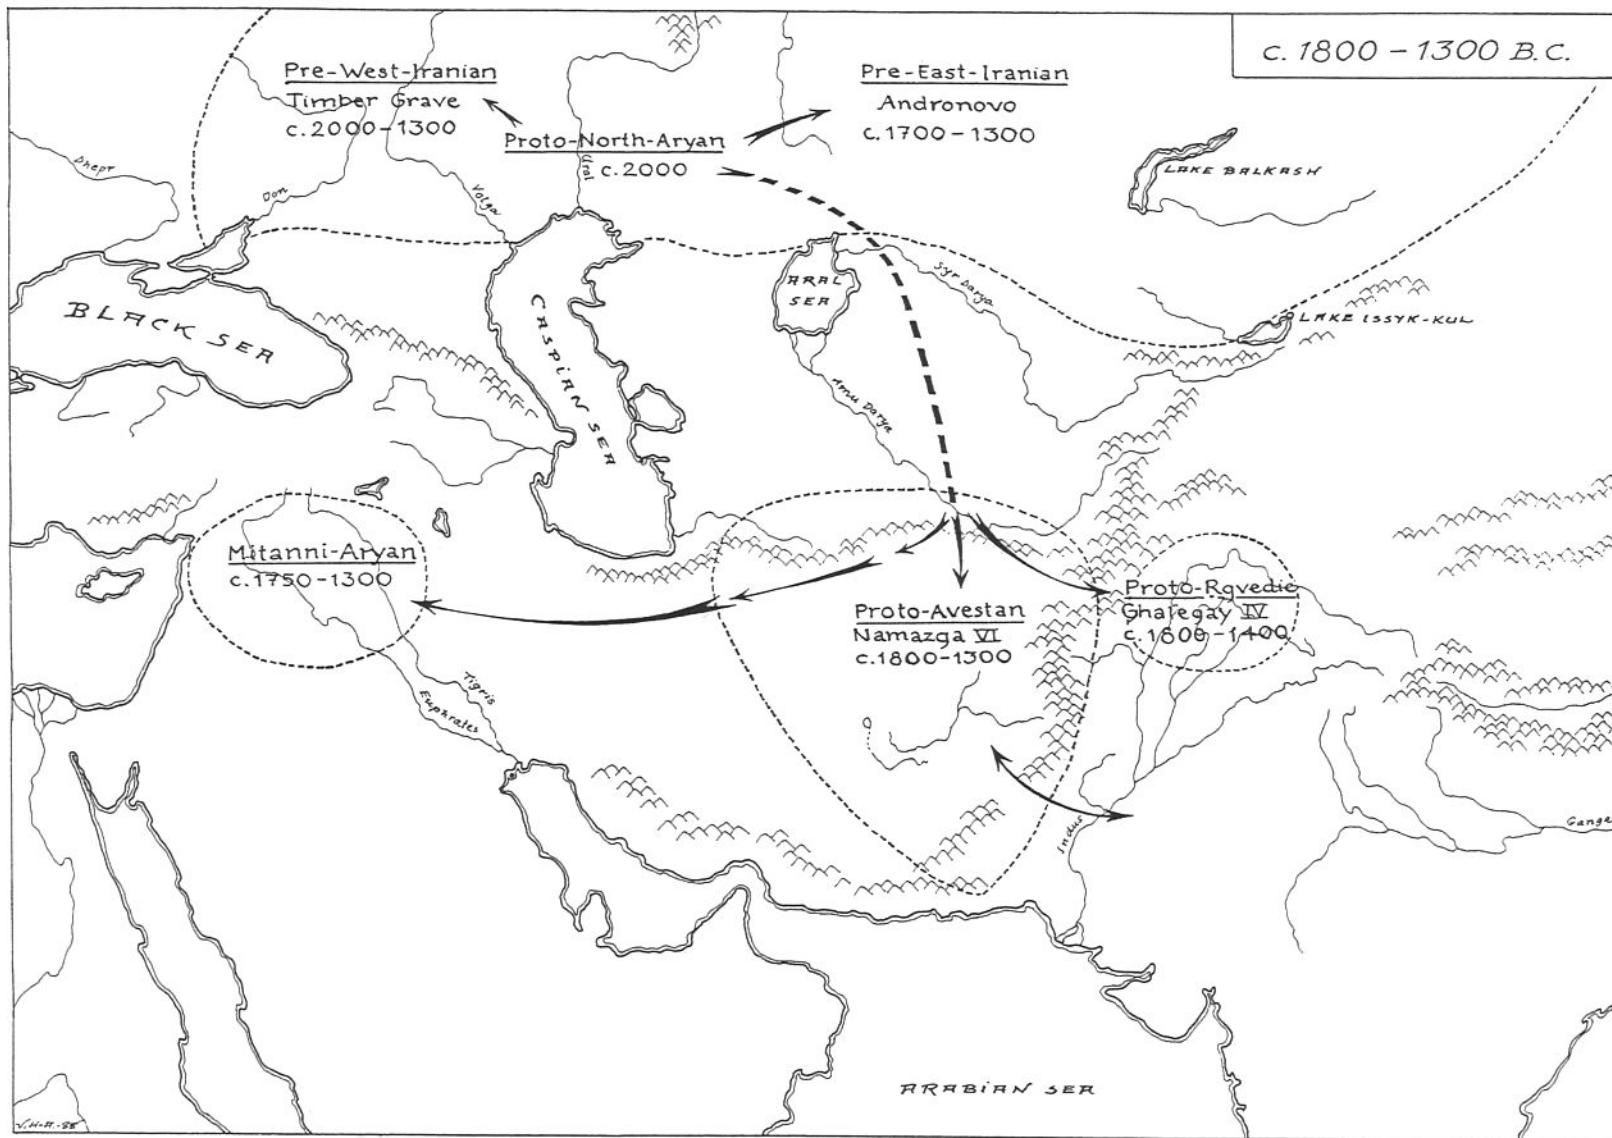 c. 1800 – 1300 B.C.
Pre-West-Iranian
Timber Grave
c. 2000–1300
Pre-East-Iranian
Andronovo
c. 1700 – 1300
Proto-North-Aryan
c. 2000
Dnepr
Don
Volga
Ural
LAKE BALKASH
BLACK SEA
CASPIAN SEA
ARAL
SEA
Syr Darya
LAKE ISSYK-KUL
Amu Darya
Mitanni-Aryan
c. 1750–1300
Proto-Avestan
Namazga VI
c. 1800–1300
Proto-Rgvedic
Ghalegay IV
c. 1800–1400
Tigris
Euphrates
Indus
Gange
ARABIAN SEA